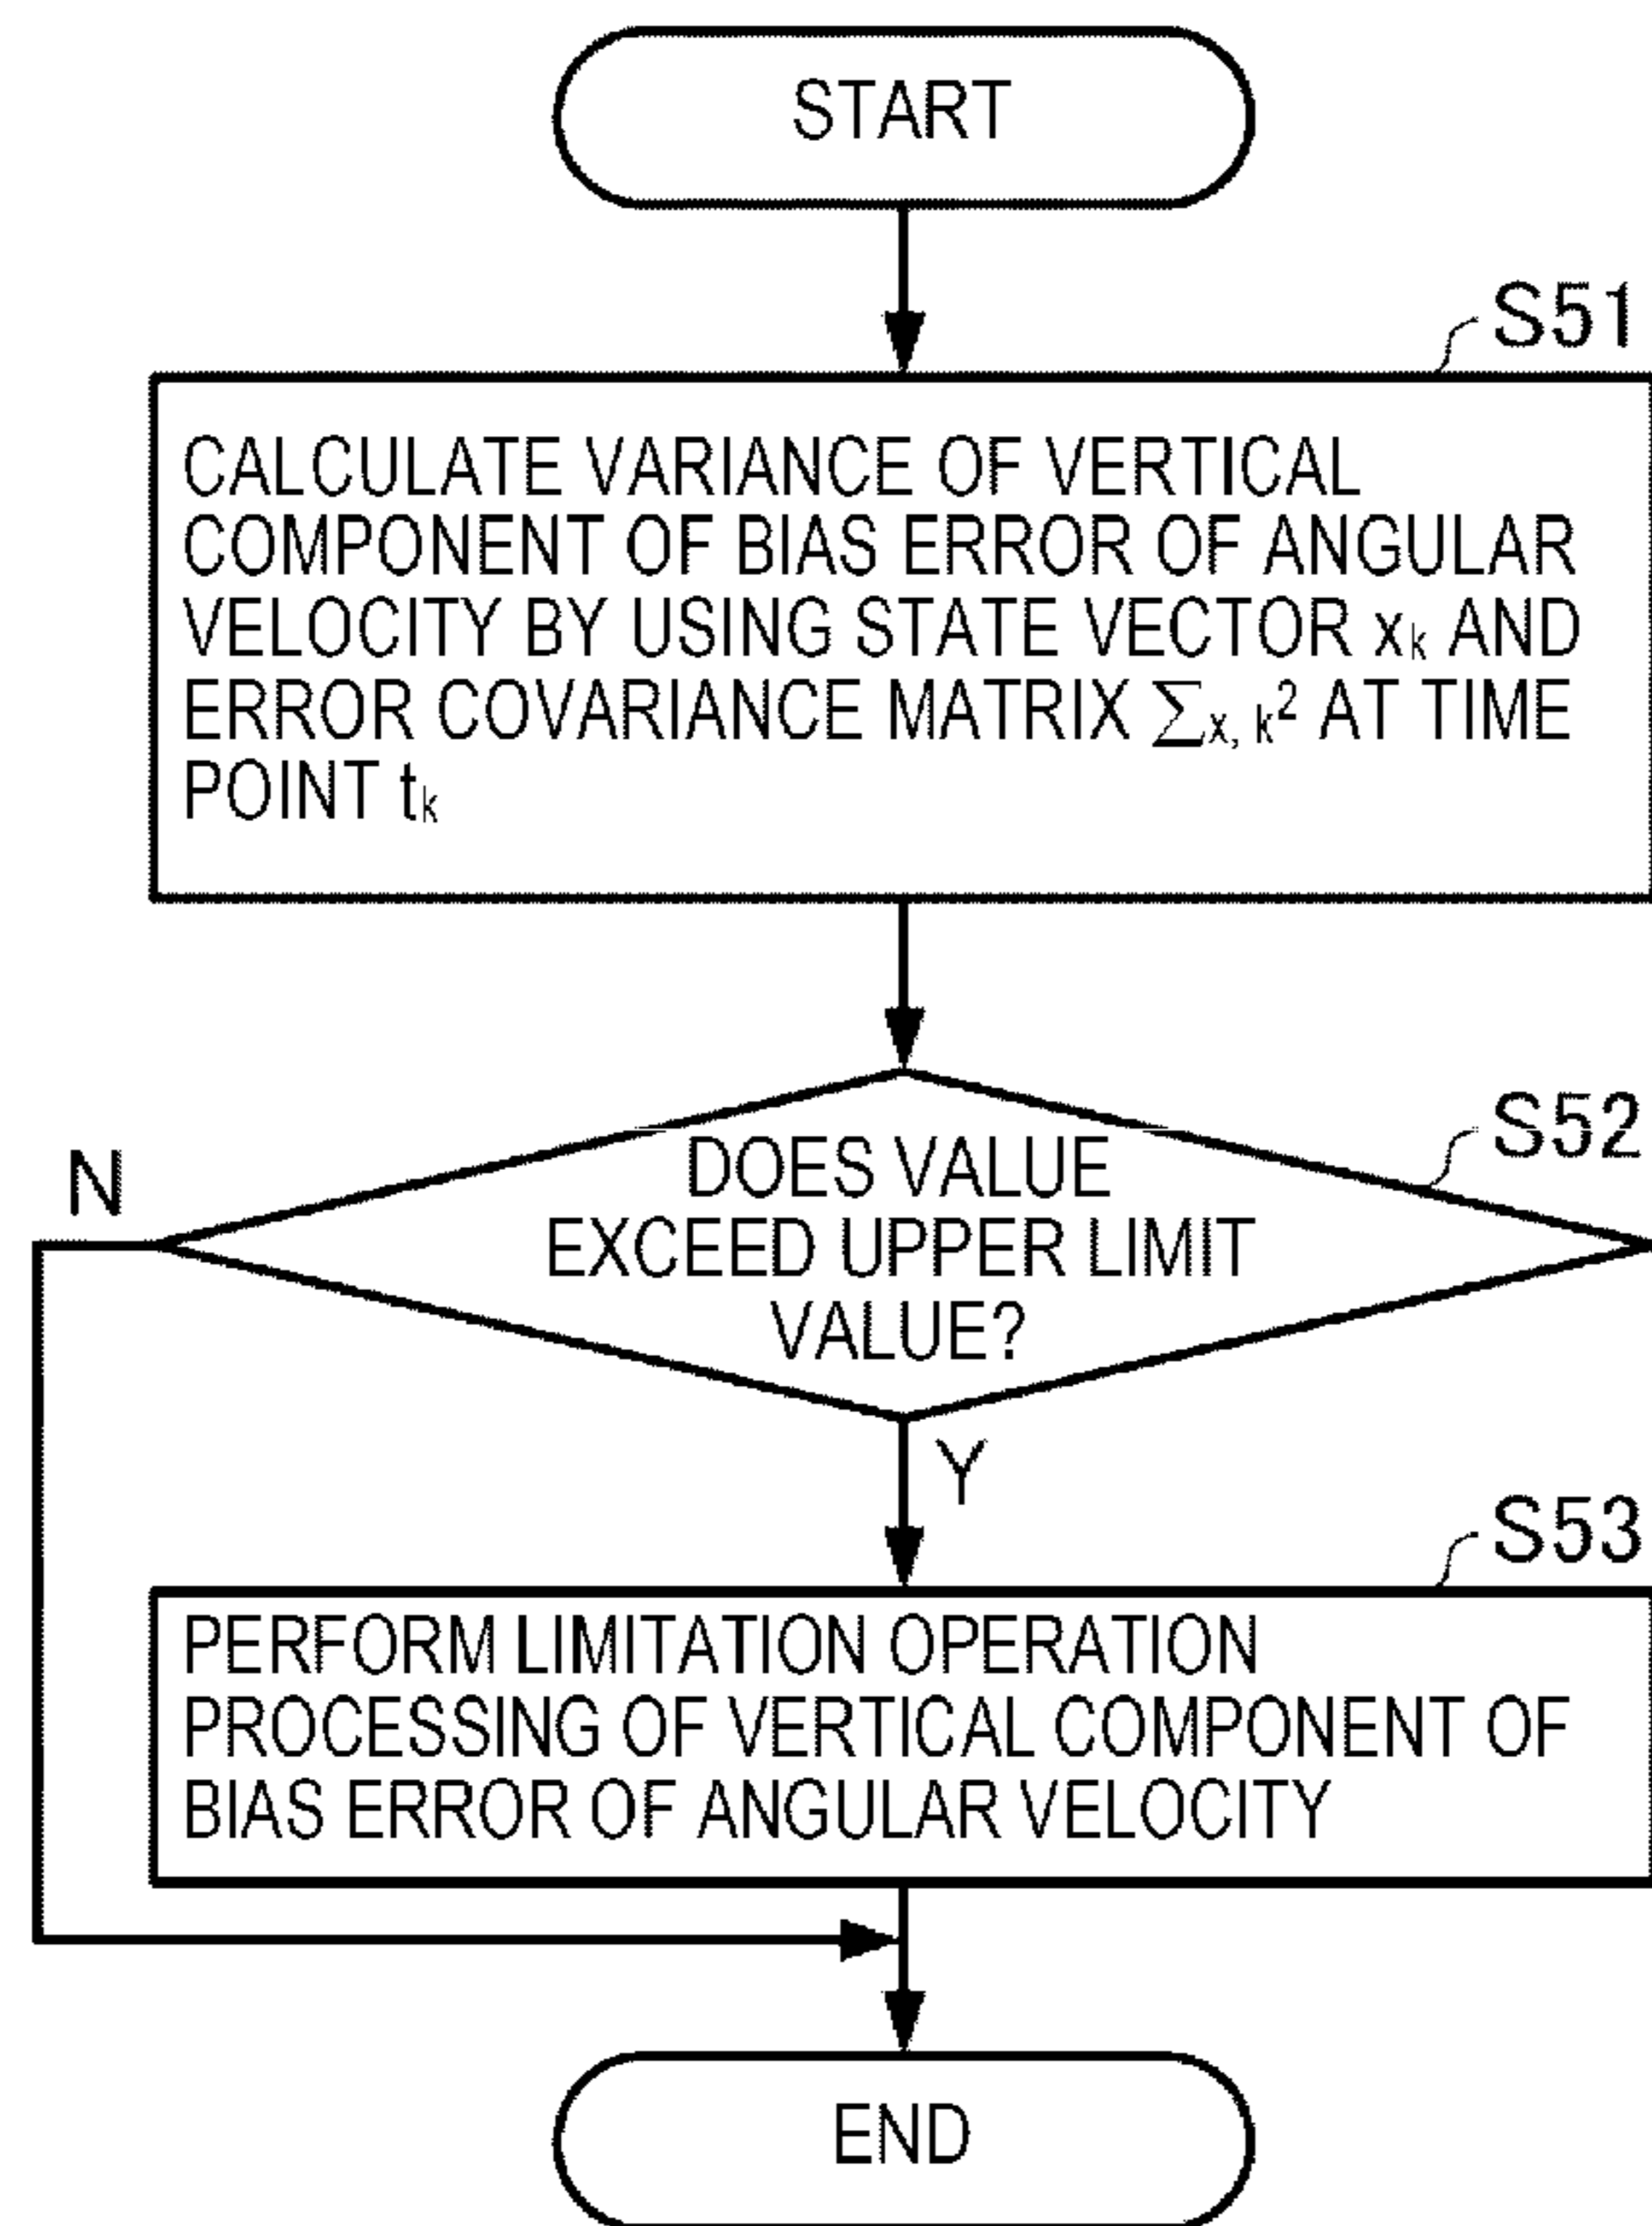 START
S51
CALCULATE VARIANCE OF VERTICAL
COMPONENT OF BIAS ERROR OF ANGULAR
VELOCITY BY USING STATE VECTOR xₖ AND
ERROR COVARIANCE MATRIX Σₓ, ₖ² AT TIME
POINT tₖ
S52
N
DOES VALUE
EXCEED UPPER LIMIT
VALUE?
Y
S53
PERFORM LIMITATION OPERATION
PROCESSING OF VERTICAL COMPONENT OF
BIAS ERROR OF ANGULAR VELOCITY
END